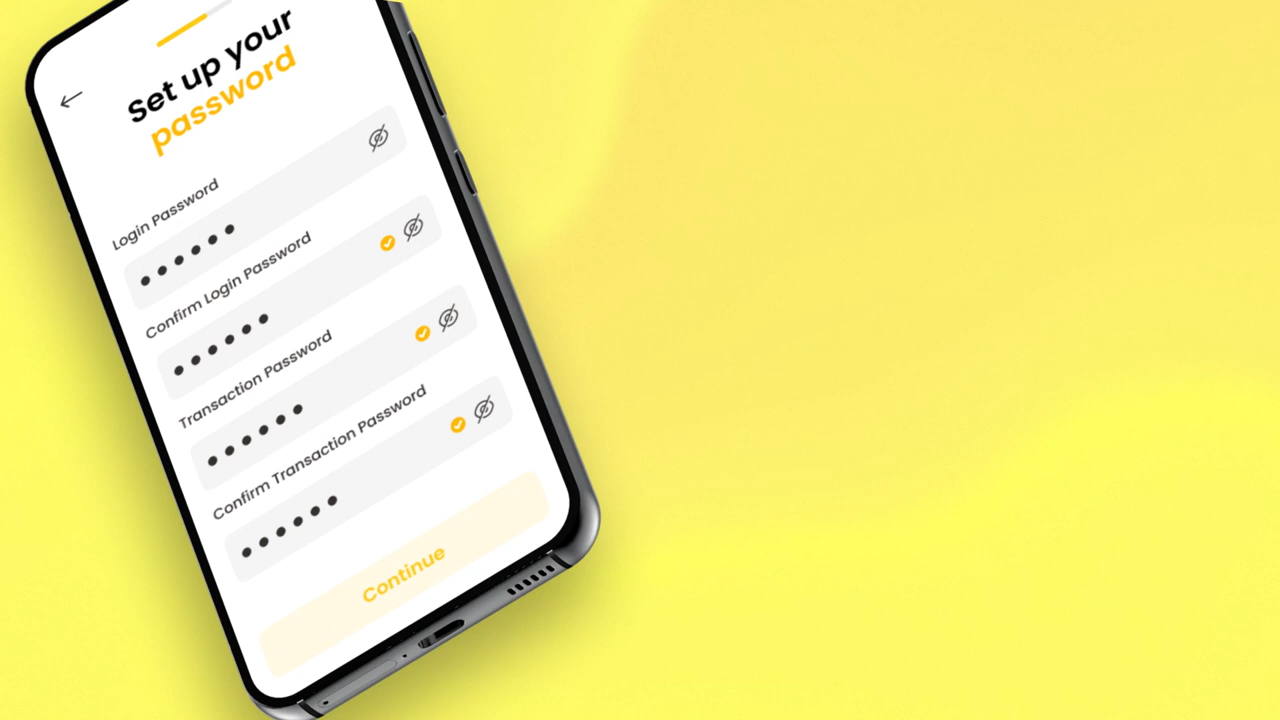 Set up your
password
Login Password
Confirm Login Password
Transaction Password
Confirm Transaction Password
Continue